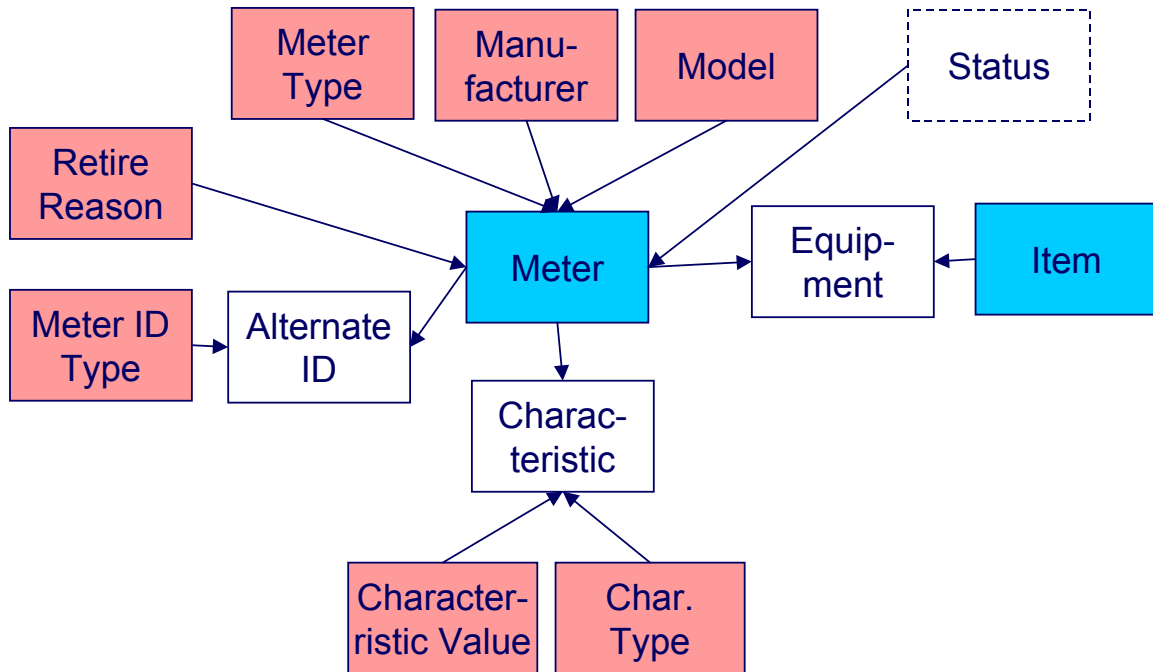 Meter
Type
Manu-
facturer
Model
Status
Retire
Reason
Meter
Equip-
ment
Item
Meter ID
Type
Alternate
ID
Charac-
teristic
Character-
ristic Value
Char.
Type